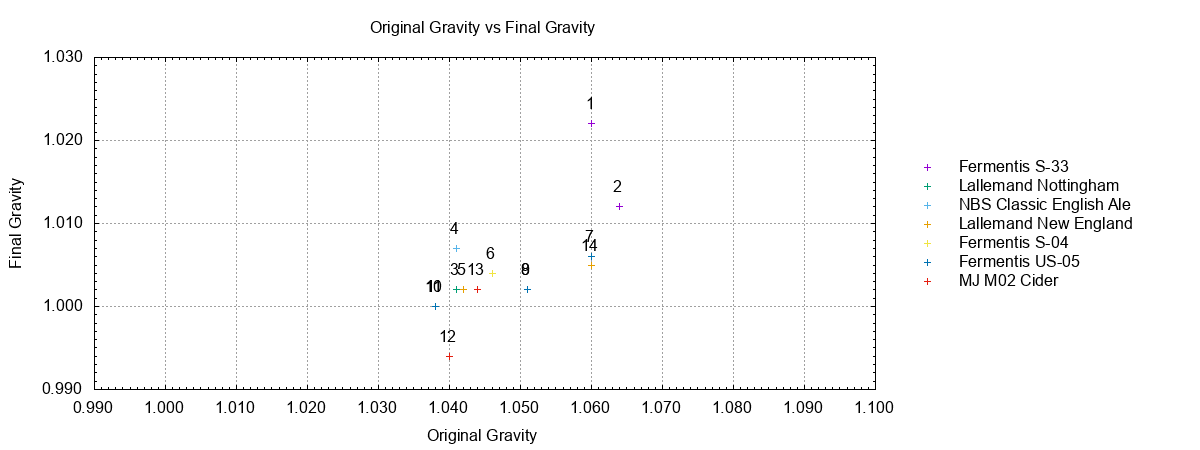 Original Gravity vs Final Gravity
1.030
1.020
1.010
1.000
0.990
Final Gravity
1
2
4
7
14
6
3
5
13
12
0.990 1.000 1.010 1.020 1.030 1.040 1.050 1.060 1.070 1.080 1.090 1.100
Original Gravity
Fermentis S-33
Lallemand Nottingham
NBS Classic English Ale
Lallemand New England
Fermentis S-04
Fermentis US-05
MJ M02 Cider